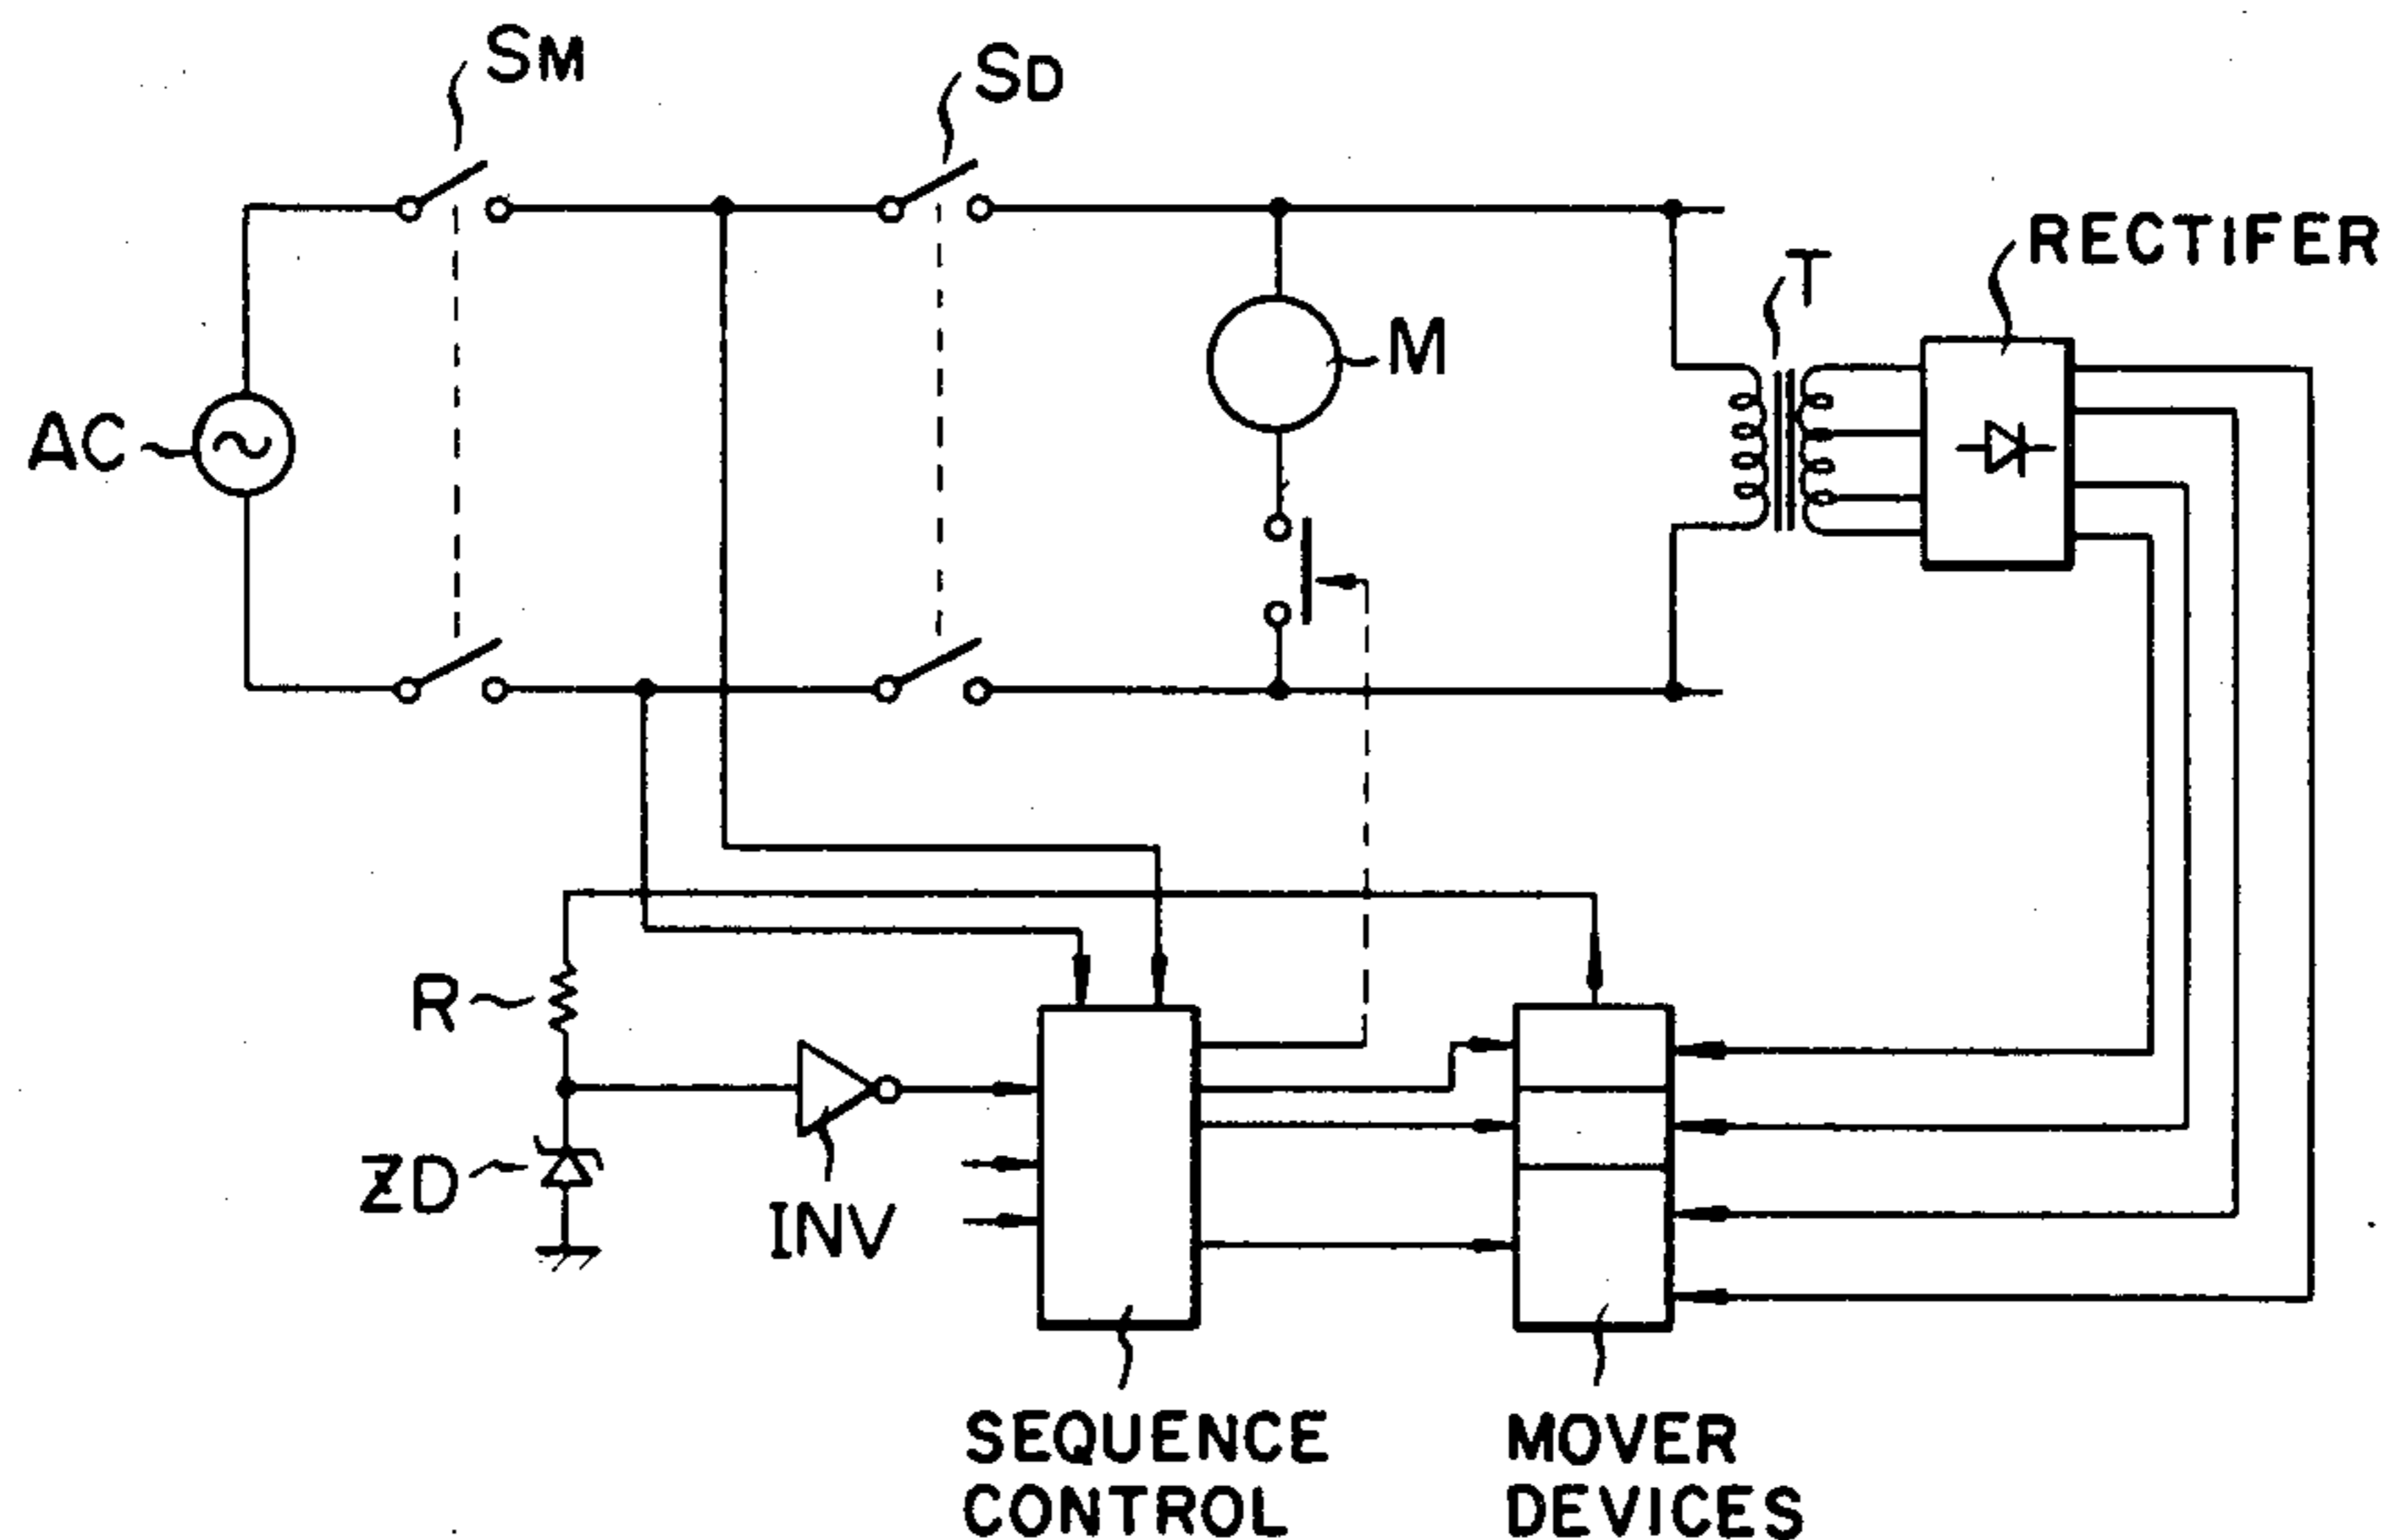 SM
SD
RECTIFER
T
M
AC
R
ZD
INV
SEQUENCE
CONTROL
MOVER
DEVICES